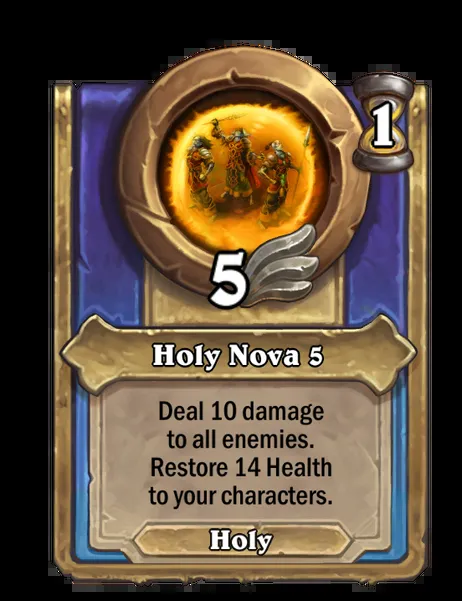 1
5
Holy Nova 5
Deal 10 damage
to all enemies.
Restore 14 Health
to your characters.
Holy